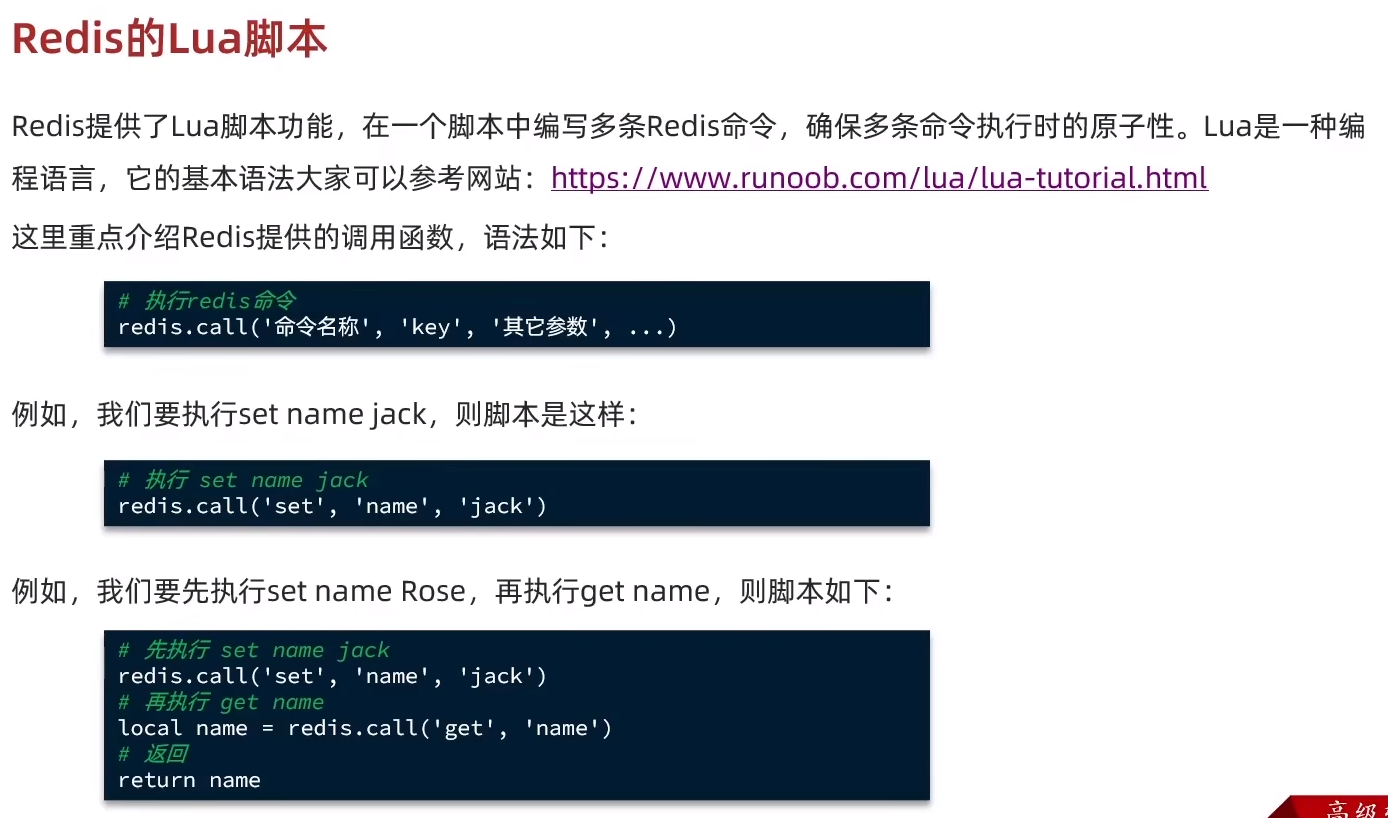 Redis的Lua脚本
Redis提供了Lua脚本功能，在一个脚本中编写多条Redis命令，确保多条命令执行时的原子性。Lua是一种编
程语言，它的基本语法大家可以参考网站：https://www.runoob.com/lua/lua-tutorial.html
这里重点介绍Redis提供的调用函数，语法如下：
# 执行redis命令
redis.call('命令名称', 'key', '其它参数', ...)
例如，我们要执行set name jack，则脚本是这样：
# 执行 set name jack
redis.call('set', 'name', 'jack')
例如，我们要先执行set name Rose，再执行get name，则脚本如下：
# 先执行 set name jack
redis.call('set', 'name', 'jack')
# 再执行 get name
local name = redis.call('get', 'name')
# 返回
return name
高级